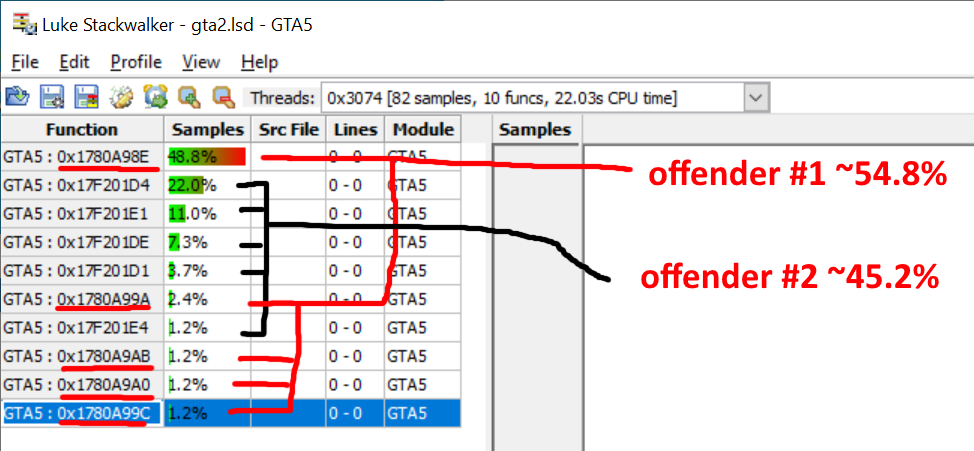 Luke Stackwalker - gta2.lsd - GTA5
File Edit Profile View Help
Threads: 0x3074 [82 samples, 10 funcs, 22.03s CPU time]
Function Samples Src File Lines Module Samples
GTA5 : 0x1780A98E 48.8% 0 - 0 GTA5
offender #1 ~54.8%
GTA5 : 0x17F201D4 22.0% 0 - 0 GTA5
GTA5 : 0x17F201E1 11.0% 0 - 0 GTA5
GTA5 : 0x17F201DE 7.3% 0 - 0 GTA5
GTA5 : 0x17F201D1 3.7% 0 - 0 GTA5
offender #2 ~45.2%
GTA5 : 0x1780A99A 2.4% 0 - 0 GTA5
GTA5 : 0x17F201E4 1.2% 0 - 0 GTA5
GTA5 : 0x1780A9AB 1.2% 0 - 0 GTA5
GTA5 : 0x1780A9A0 1.2% 0 - 0 GTA5
GTA5 : 0x1780A99C 1.2% 0 - 0 GTA5